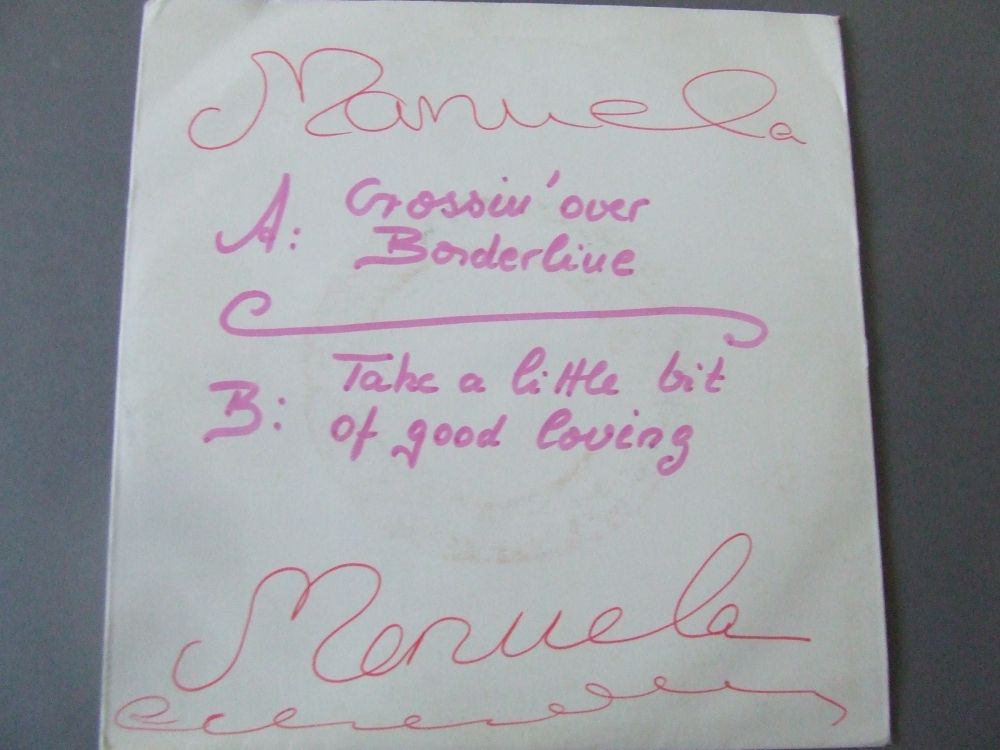 Manuela
A: Crossin' over
Borderline
B: Take a little bit
of good loving
Manuela